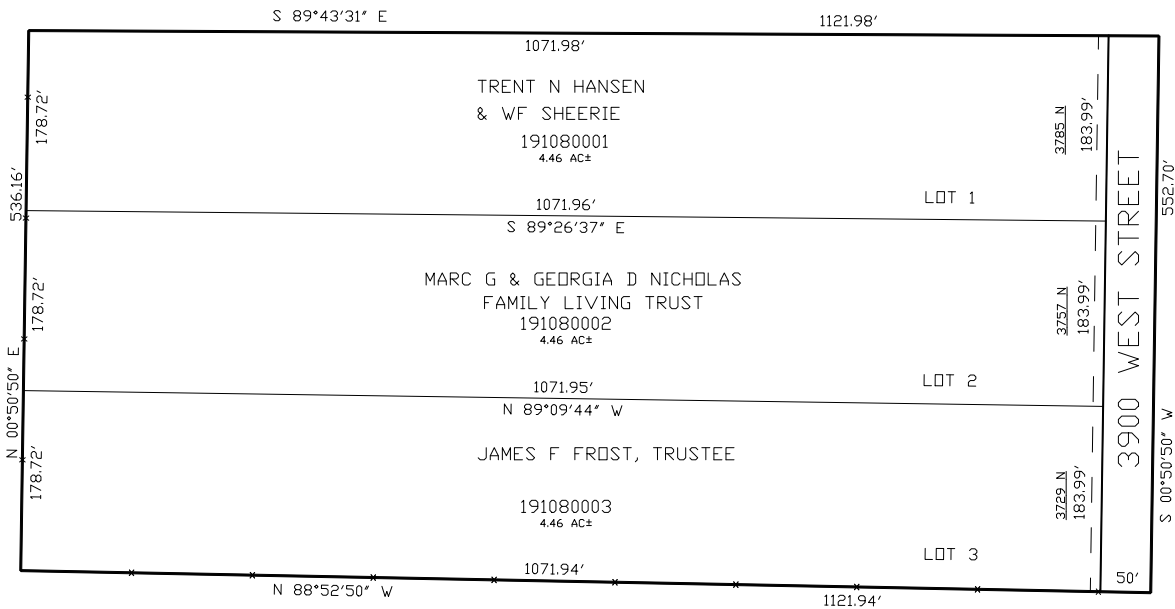 S 89°43'31" E
1121.98'
1071.98'
TRENT N HANSEN
& WF SHEERIE
191080001
4.46 AC±
178.72'
3785 N
183.99'
LOT 1
536.16'
552.70'
1071.96'
S 89°26'37" E
MARC G & GEORGIA D NICHOLAS
FAMILY LIVING TRUST
191080002
4.46 AC±
178.72'
3757 N
183.99'
3900 WEST STREET
LOT 2
1071.95'
N 89°09'44" W
N 00°50'50" E
S 00°50'50" W
JAMES F FROST, TRUSTEE
191080003
4.46 AC±
178.72'
3729 N
183.99'
LOT 3
1071.94'
50'
N 88°52'50" W
1121.94'